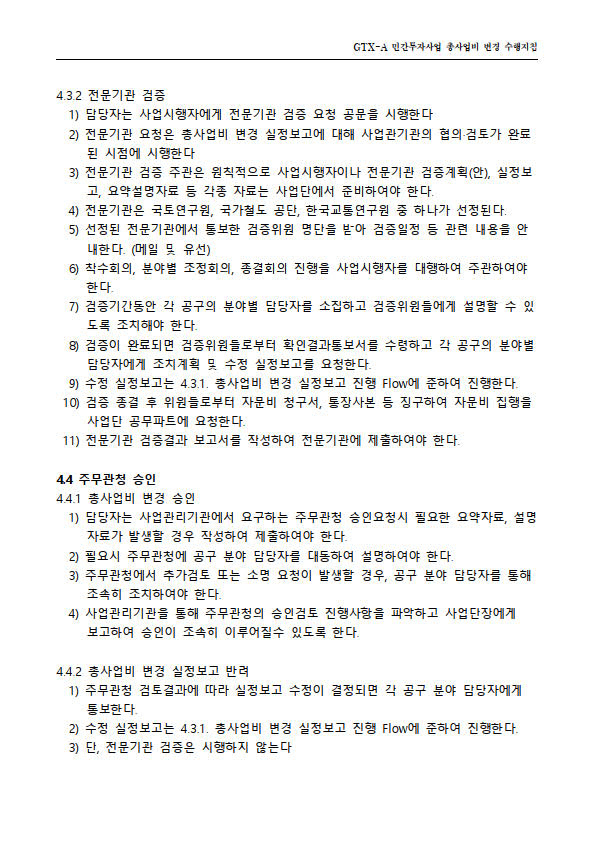 GTX-A 민간투자사업 총사업비 변경 수행지침
4.3.2 전문기관 검증
1) 담당자는 사업시행자에게 전문기관 검증 요청 공문을 시행한다
2) 전문기관 요청은 총사업비 변경 실정보고에 대해 사업관기관의 협의·검토가 완료
된 시점에 시행한다
3) 전문기관 검증 주관은 원칙적으로 사업시행자이나 전문기관 검증계획(안), 실정보
고, 요약설명자료 등 각종 자료는 사업단에서 준비하여야 한다.
4) 전문기관은 국토연구원, 국가철도 공단, 한국교통연구원 중 하나가 선정된다.
5) 선정된 전문기관에서 통보한 검증위원 명단을 받아 검증일정 등 관련 내용을 안
내한다. (메일 및 유선)
6) 착수회의, 분야별 조정회의, 종결회의 진행을 사업시행자를 대행하여 주관하여야
한다.
7) 검증기간동안 각 공구의 분야별 담당자를 소집하고 검증위원들에게 설명할 수 있
도록 조치해야 한다.
8) 검증이 완료되면 검증위원들로부터 확인결과통보서를 수령하고 각 공구의 분야별
담당자에게 조치계획 및 수정 실정보고를 요청한다.
9) 수정 실정보고는 4.3.1. 총사업비 변경 실정보고 진행 Flow에 준하여 진행한다.
10) 검증 종결 후 위원들로부터 자문비 청구서, 통장사본 등 징구하여 자문비 집행을
사업단 공무파트에 요청한다.
11) 전문기관 검증결과 보고서를 작성하여 전문기관에 제출하여야 한다.
4.4 주무관청 승인
4.4.1 총사업비 변경 승인
1) 담당자는 사업관리기관에서 요구하는 주무관청 승인요청시 필요한 요약자료, 설명
자료가 발생할 경우 작성하여 제출하여야 한다.
2) 필요시 주무관청에 공구 분야 담당자를 대동하여 설명하여야 한다.
3) 주무관청에서 추가검토 또는 소명 요청이 발생할 경우, 공구 분야 담당자를 통해
조속히 조치하여야 한다.
4) 사업관리기관을 통해 주무관청의 승인검토 진행사항을 파악하고 사업단장에게
보고하여 승인이 조속히 이루어질수 있도록 한다.
4.4.2 총사업비 변경 실정보고 반려
1) 주무관청 검토결과에 따라 실정보고 수정이 결정되면 각 공구 분야 담당자에게
통보한다.
2) 수정 실정보고는 4.3.1. 총사업비 변경 실정보고 진행 Flow에 준하여 진행한다.
3) 단, 전문기관 검증은 시행하지 않는다